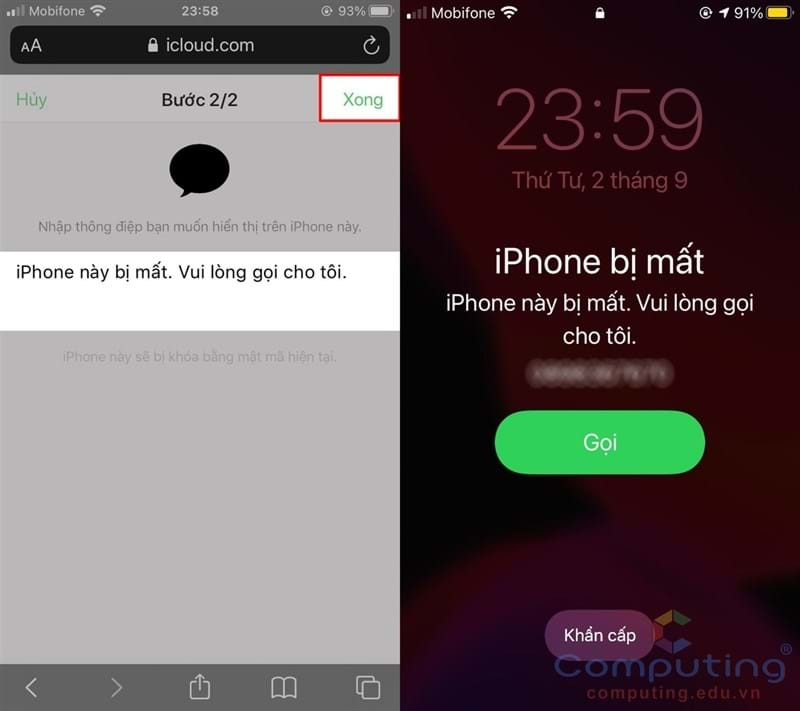 Mobifone 23:58 93%
AA icloud.com
Hủy Bước 2/2 Xong
Nhập thông điệp bạn muốn hiển thị trên iPhone này.
iPhone này bị mất. Vui lòng gọi cho tôi.
iPhone này sẽ bị khóa bằng mật mã hiện tại.
Mobifone 91%
23:59
Thứ Tư, 2 tháng 9
iPhone bị mất
iPhone này bị mất. Vui lòng gọi
cho tôi.
Gọi
Khẩn cấp
Computing®
computing.edu.vn